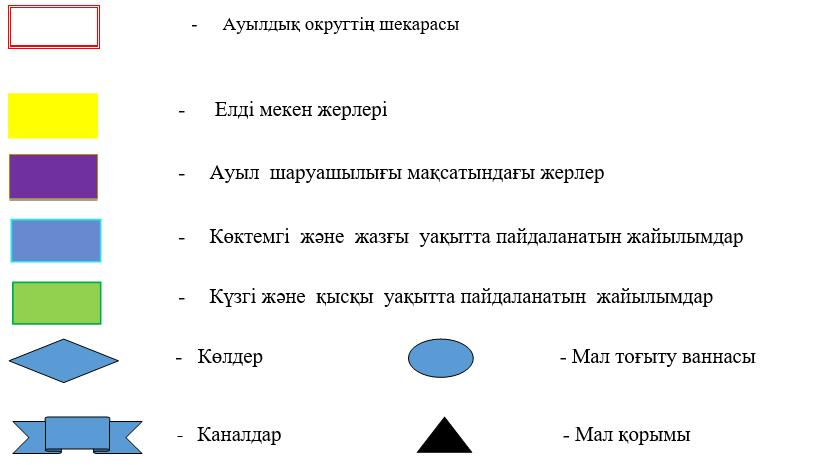 - Ауылдық округтің шекарасы
- Елді мекен жерлері
- Ауыл шаруашылығы мақсатындағы жерлер
- Көктемгі және жазғы уақытта пайдаланатын жайылымдар
- Күзгі және қысқы уақытта пайдаланатын жайылымдар
- Көлдер - Мал тоғыту ваннасы
- Каналдар - Мал қорымы